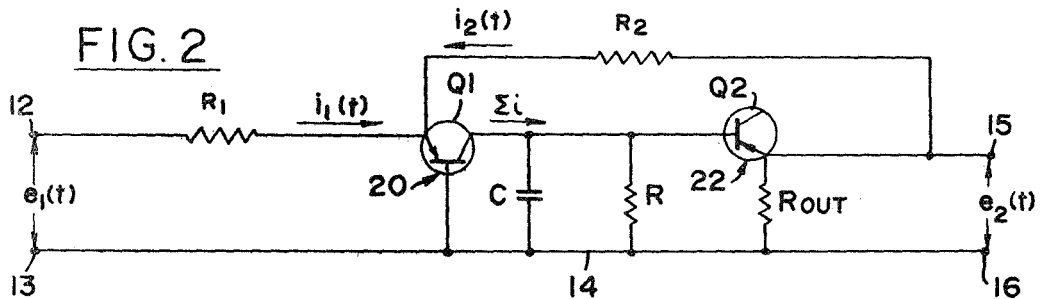 FIG. 2
i₂(t)
R₂
12
R₁
i₁(t)
Q1
Σi
Q2
15
e₁(t)
20
C
R
22
ROUT
e₂(t)
13
14
16